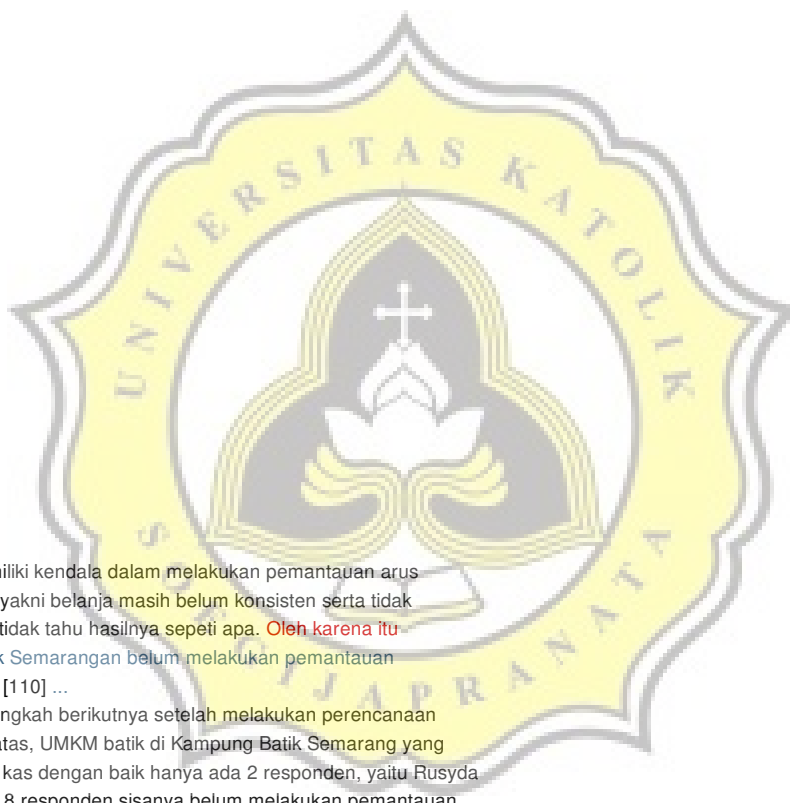 UNIVERSITAS KATOLIK
SOEGIJAPRANATA
iliki kendala dalam melakukan pemantauan arus
yakni belanja masih belum konsisten serta tidak
tidak tahu hasilnya sepeti apa. Oleh karena itu
k Semarangan belum melakukan pemantauan
[110] ...
ngkah berikutnya setelah melakukan perencanaan
atas, UMKM batik di Kampung Batik Semarang yang
kas dengan baik hanya ada 2 responden, yaitu Rusyda
8 responden sisanya belum melakukan pemantauan